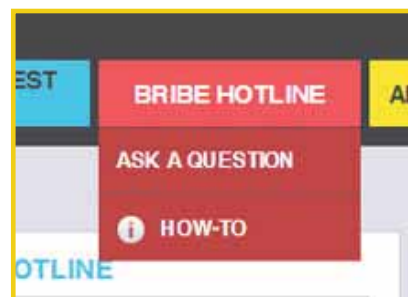 EST
BRIBE HOTLINE
A
ASK A QUESTION
HOW-TO
OTLINE